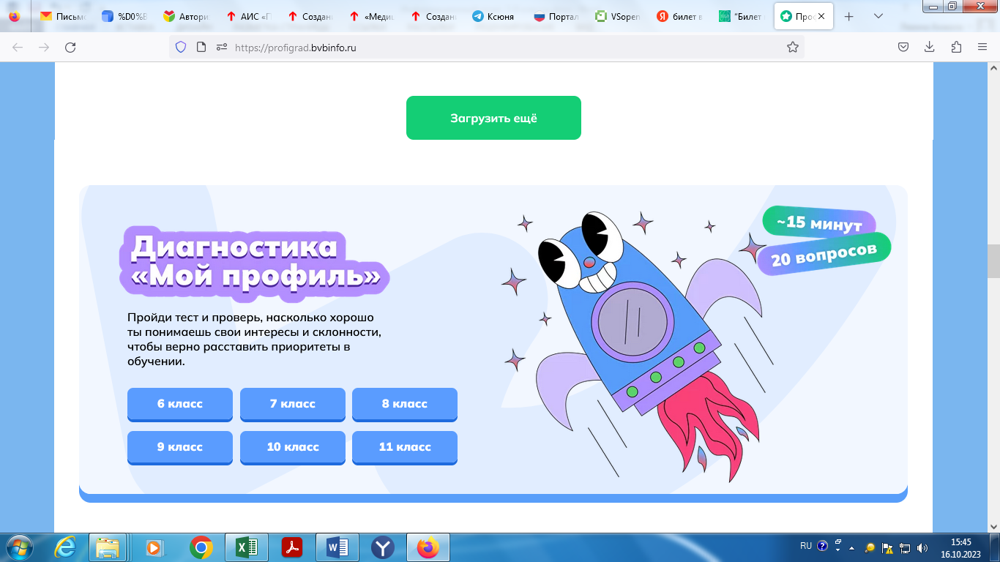 Письмо
%D0%B
Автори
АИС «П
Создан
«Медиц
Создан
Ксюня
Портал
VSopen
билет в
"Билет
Прос
https://profigrad.bvbinfo.ru
Загрузить ещё
Диагностика
«Мой профиль»
~15 минут
20 вопросов
Пройди тест и проверь, насколько хорошо
ты понимаешь свои интересы и склонности,
чтобы верно расставить приоритеты в
обучении.
6 класс
7 класс
8 класс
9 класс
10 класс
11 класс
RU
15:45
16.10.2023